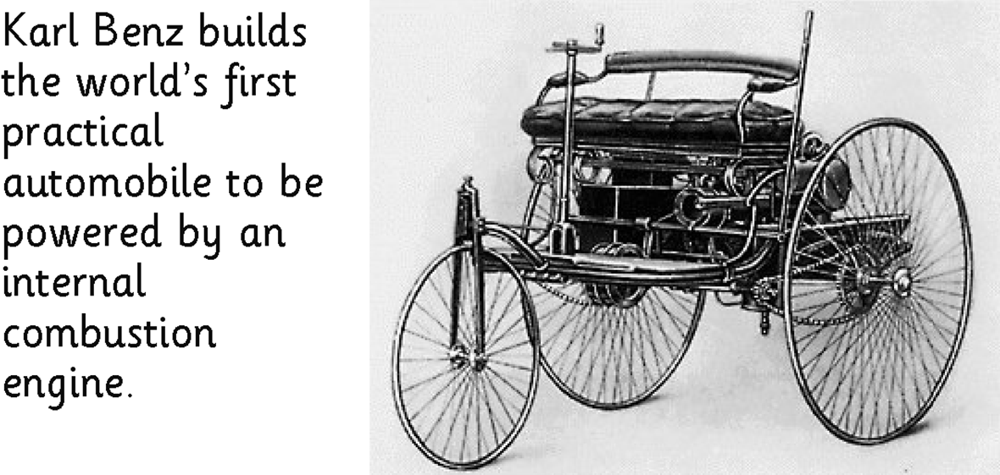 Karl Benz builds
the world's first
practical
automobile to be
powered by an
internal
combustion
engine.